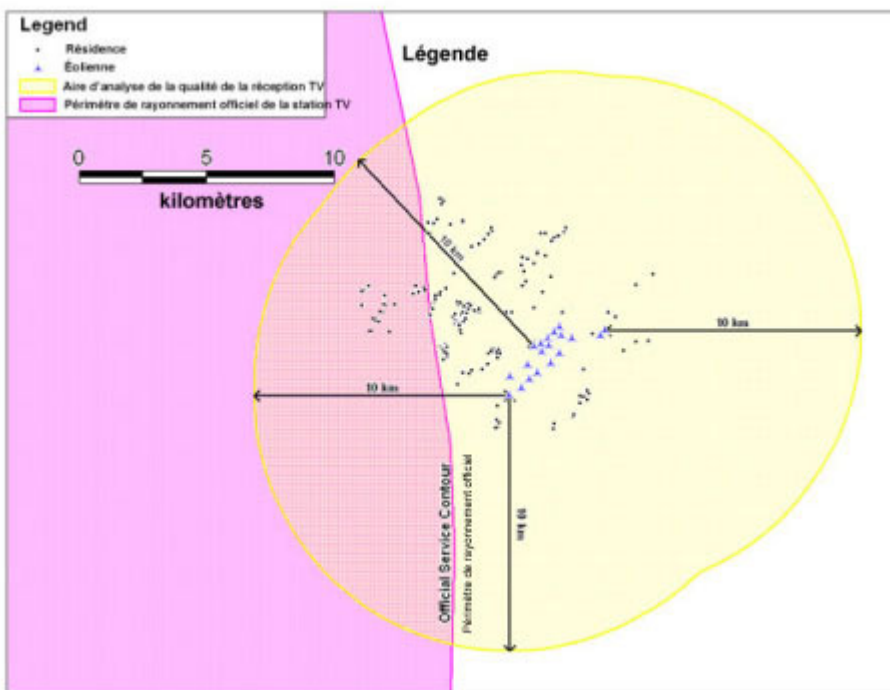 Legend
Résidence
Éolienne
Aire d'analyse de la qualité de la réception TV
Périmètre de rayonnement officiel de la station TV
Légende
0 5 10
kilomètres
10 km
10 km
10 km
10 km
Official Service Contour
Périmètre de rayonnement officiel